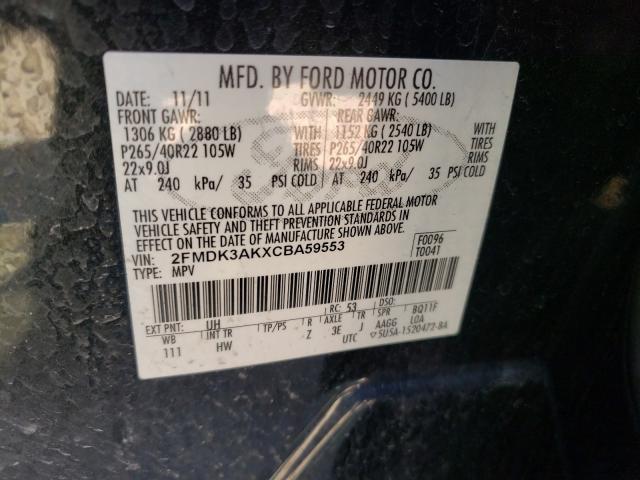 MFD. BY FORD MOTOR CO.
DATE: 11/11 GVWR: 2449 KG ( 5400 LB)
FRONT GAWR: REAR GAWR:
1306 KG ( 2880 LB) WITH 1152 KG ( 2540 LB) WITH
P265/40R22 105W TIRES P265/40R22 105W TIRES
22x9.0J RIMS 22x9.0J RIMS
AT 240 kPa/ 35 PSI COLD AT 240 kPa/ 35 PSI COLD
THIS VEHICLE CONFORMS TO ALL APPLICABLE FEDERAL MOTOR
VEHICLE SAFETY AND THEFT PREVENTION STANDARDS IN
EFFECT ON THE DATE OF MANUFACTURE SHOWN ABOVE.
VIN: 2FMDK3AKXCBA59553 F0096
TYPE: MPV T0041
RC: 53 DSO:
EXT PNT: UH BQ11F
WB INT TR TP/PS R AXLE TR SPR
111 HW Z 3E J AAGG LOA
UTC 5U5A-1520472-BA